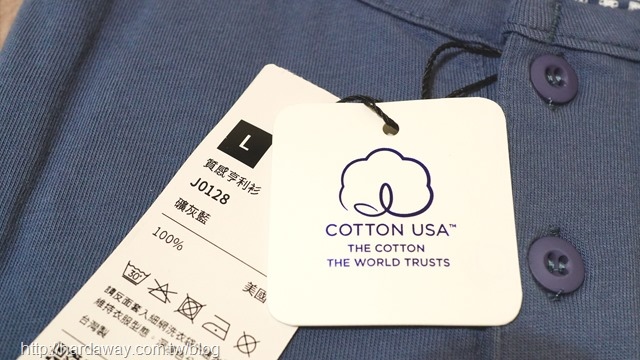 L
質感亨利衫
J0128
礦灰藍
100%
美國
30°
請反面套入細網洗衣袋
維持衣服型態
台灣製
COTTON USA™
THE COTTON
THE WORLD TRUSTS
http://hardaway.com.tw/blog